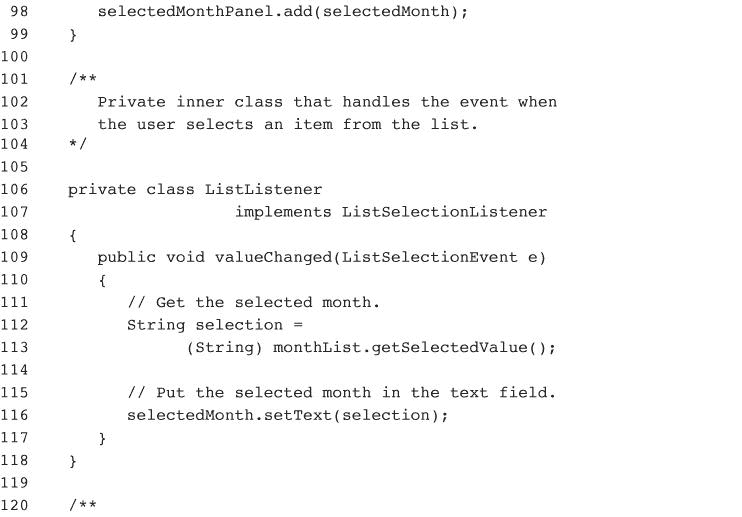 98 selectedMonthPanel.add(selectedMonth);
99 }
100
101 /**
102 Private inner class that handles the event when
103 the user selects an item from the list.
104 */
105
106 private class ListListener
107 implements ListSelectionListener
108 {
109 public void valueChanged(ListSelectionEvent e)
110 {
111 // Get the selected month.
112 String selection =
113 (String) monthList.getSelectedValue();
114
115 // Put the selected month in the text field.
116 selectedMonth.setText(selection);
117 }
118 }
119
120 /**